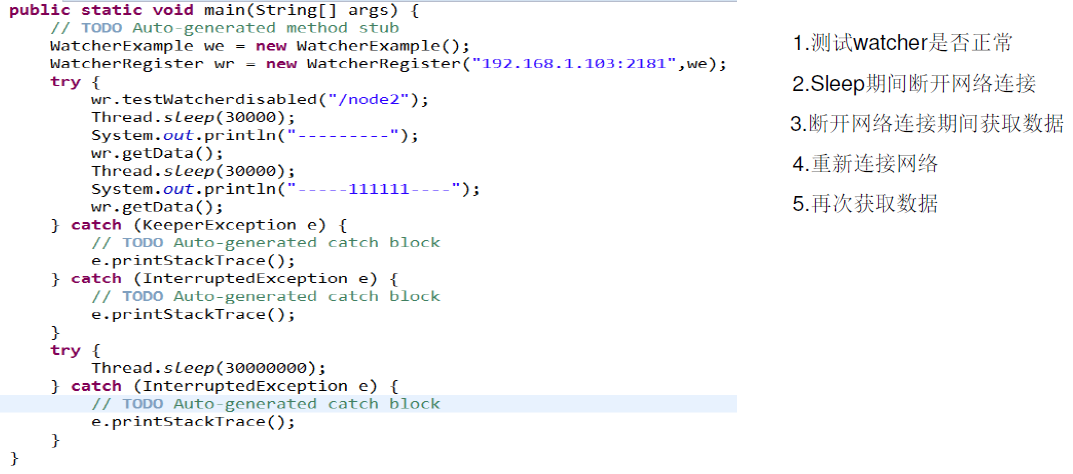 public static void main(String[] args) {
// TODO Auto-generated method stub
WatcherExample we = new WatcherExample();
WatcherRegister wr = new WatcherRegister("192.168.1.103:2181",we);
try {
wr.testWatcherdisabled("/node2");
Thread.sleep(30000);
System.out.println("---------");
wr.getData();
Thread.sleep(30000);
System.out.println("-----111111----");
wr.getData();
} catch (KeeperException e) {
// TODO Auto-generated catch block
e.printStackTrace();
} catch (InterruptedException e) {
// TODO Auto-generated catch block
e.printStackTrace();
}
try {
Thread.sleep(30000000);
} catch (InterruptedException e) {
// TODO Auto-generated catch block
e.printStackTrace();
}
}
1.测试watcher是否正常
2.Sleep期间断开网络连接
3.断开网络连接期间获取数据
4.重新连接网络
5.再次获取数据